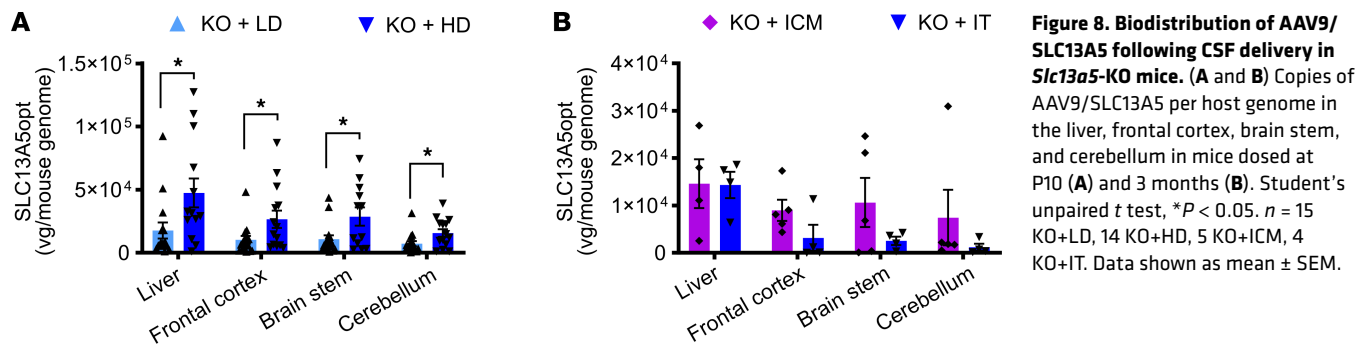 A
KO + LD
KO + HD
SLC13A5opt
(vg/mouse genome)
1.5×10⁵
1×10⁵
5×10⁴
0
*
*
*
*
Liver
Frontal cortex
Brain stem
Cerebellum
B
KO + ICM
KO + IT
SLC13A5opt
(vg/mouse genome)
4×10⁴
3×10⁴
2×10⁴
1×10⁴
0
Liver
Frontal cortex
Brain stem
Cerebellum
Figure 8. Biodistribution of AAV9/
SLC13A5 following CSF delivery in
Slc13a5-KO mice. (A and B) Copies of
AAV9/SLC13A5 per host genome in
the liver, frontal cortex, brain stem,
and cerebellum in mice dosed at
P10 (A) and 3 months (B). Student's
unpaired t test, *P < 0.05. n = 15
KO+LD, 14 KO+HD, 5 KO+ICM, 4
KO+IT. Data shown as mean ± SEM.